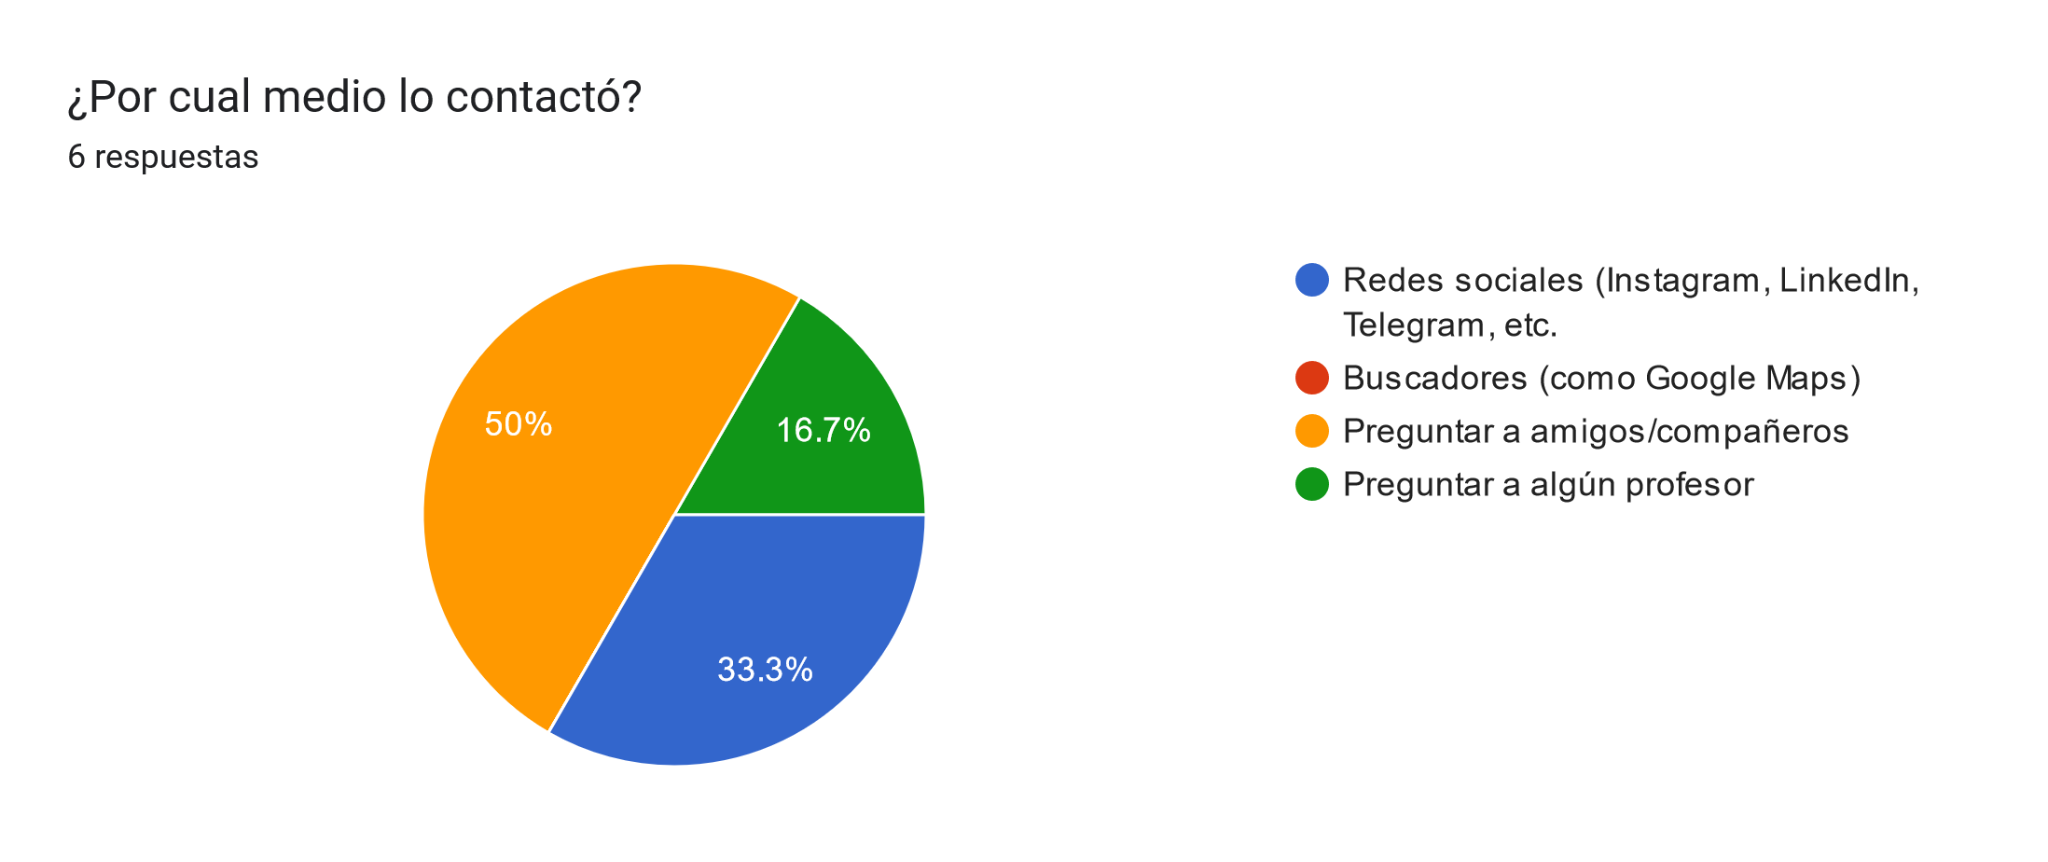 ¿Por cual medio lo contactó?
6 respuestas
50%
16.7%
33.3%
Redes sociales (Instagram, LinkedIn,
Telegram, etc.
Buscadores (como Google Maps)
Preguntar a amigos/compañeros
Preguntar a algún profesor